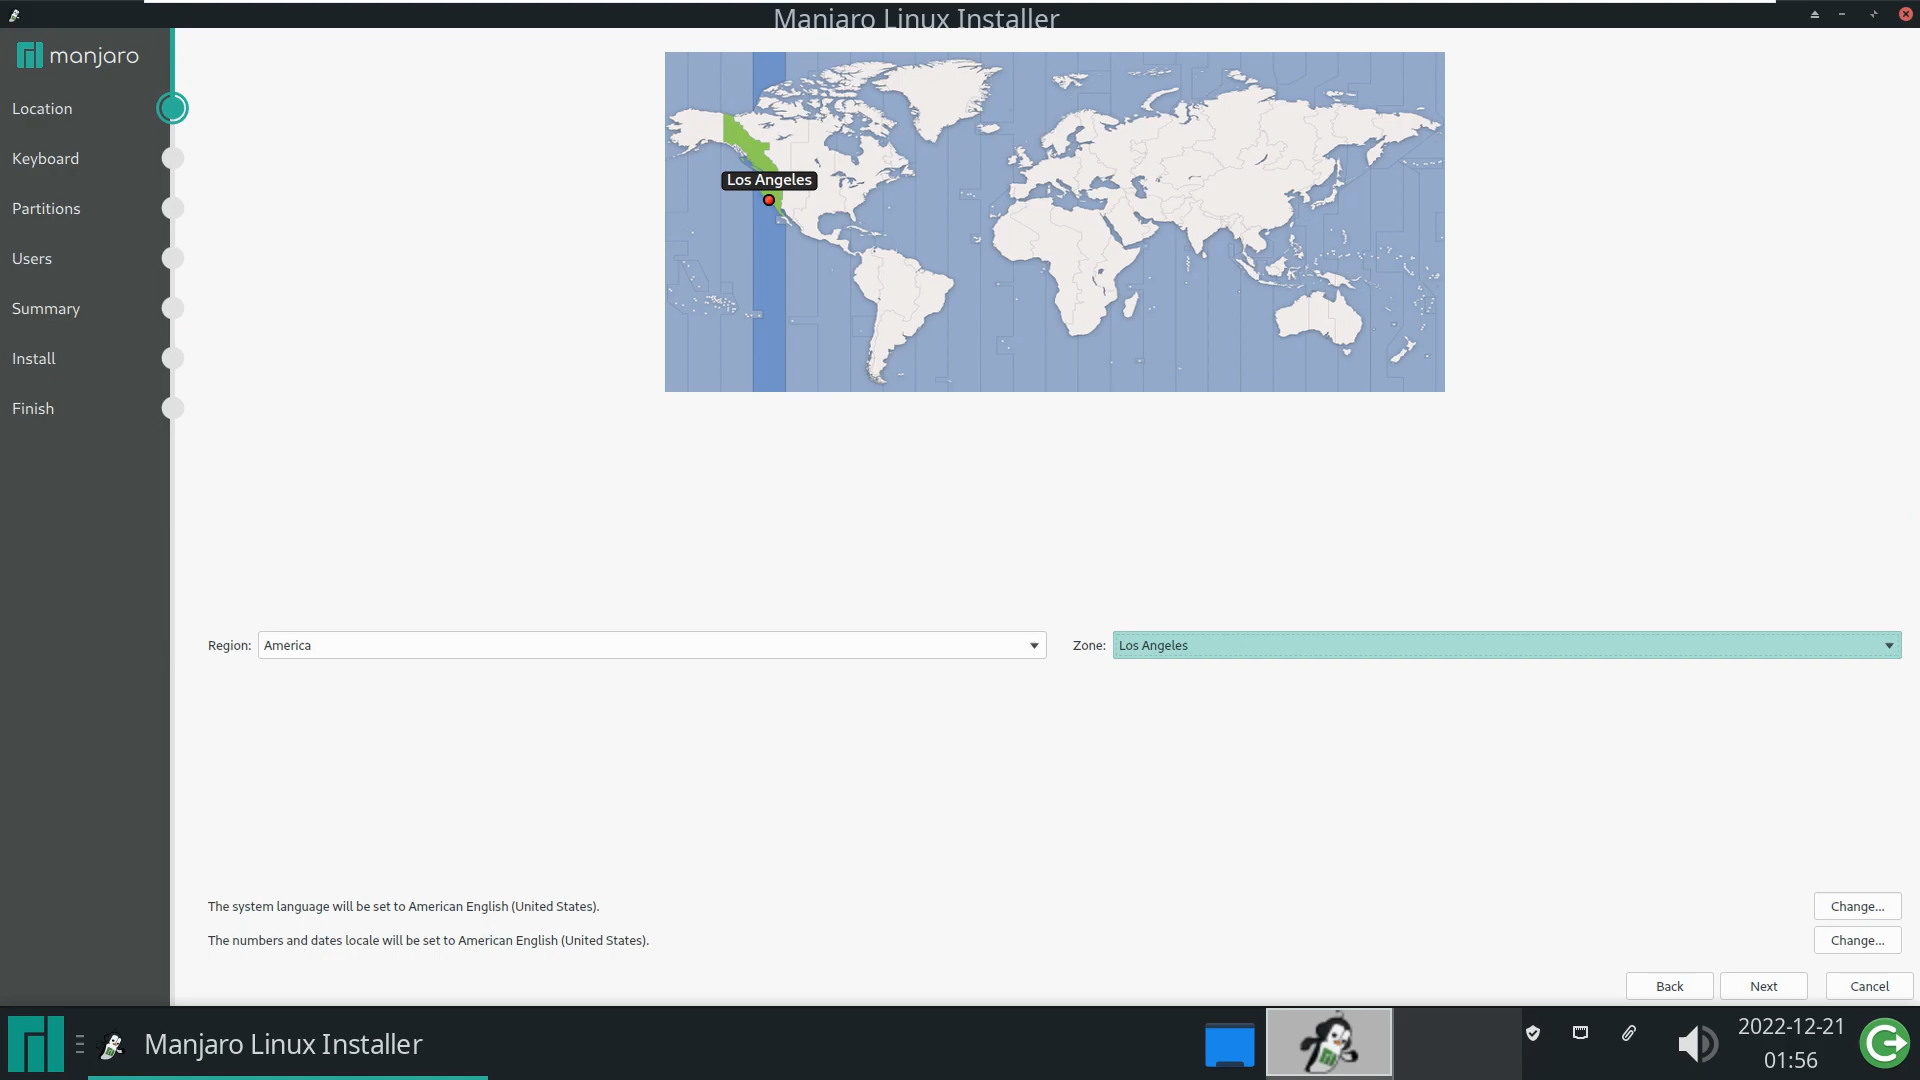 Manjaro Linux Installer
manjaro
Location
Keyboard
Partitions
Users
Summary
Install
Finish
Los Angeles
Region: America
Zone: Los Angeles
The system language will be set to American English (United States).
Change...
The numbers and dates locale will be set to American English (United States).
Change...
Back
Next
Cancel
Manjaro Linux Installer
2022-12-21
01:56